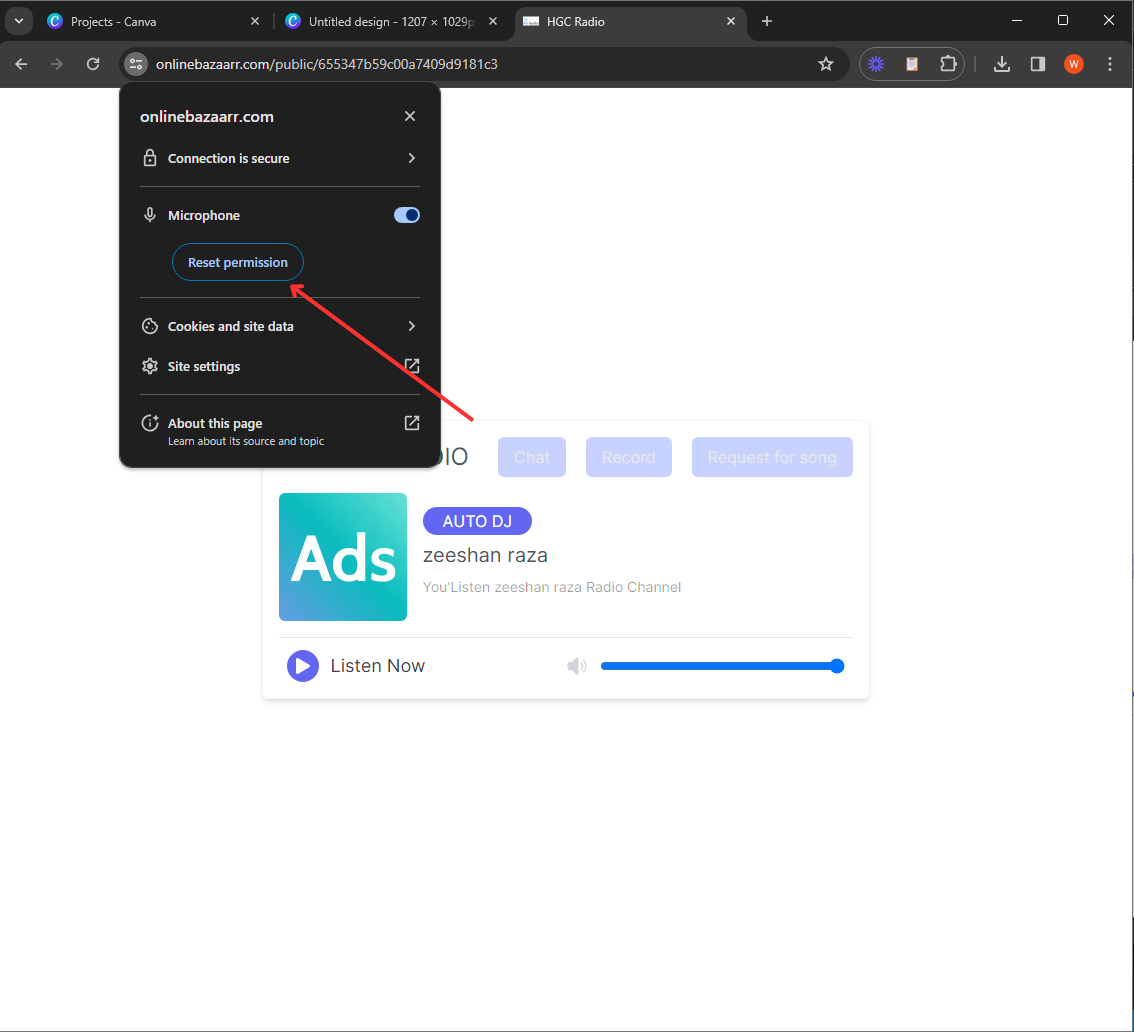 Projects - Canva
Untitled design - 1207 × 1029p
HGC Radio
onlinebazaarr.com/public/655347b59c00a7409d9181c3
W
onlinebazaarr.com
Connection is secure
Microphone
Reset permission
Cookies and site data
Site settings
About this page
Learn about its source and topic
IO Chat Record Request for song
Ads
AUTO DJ
zeeshan raza
You'Listen zeeshan raza Radio Channel
Listen Now